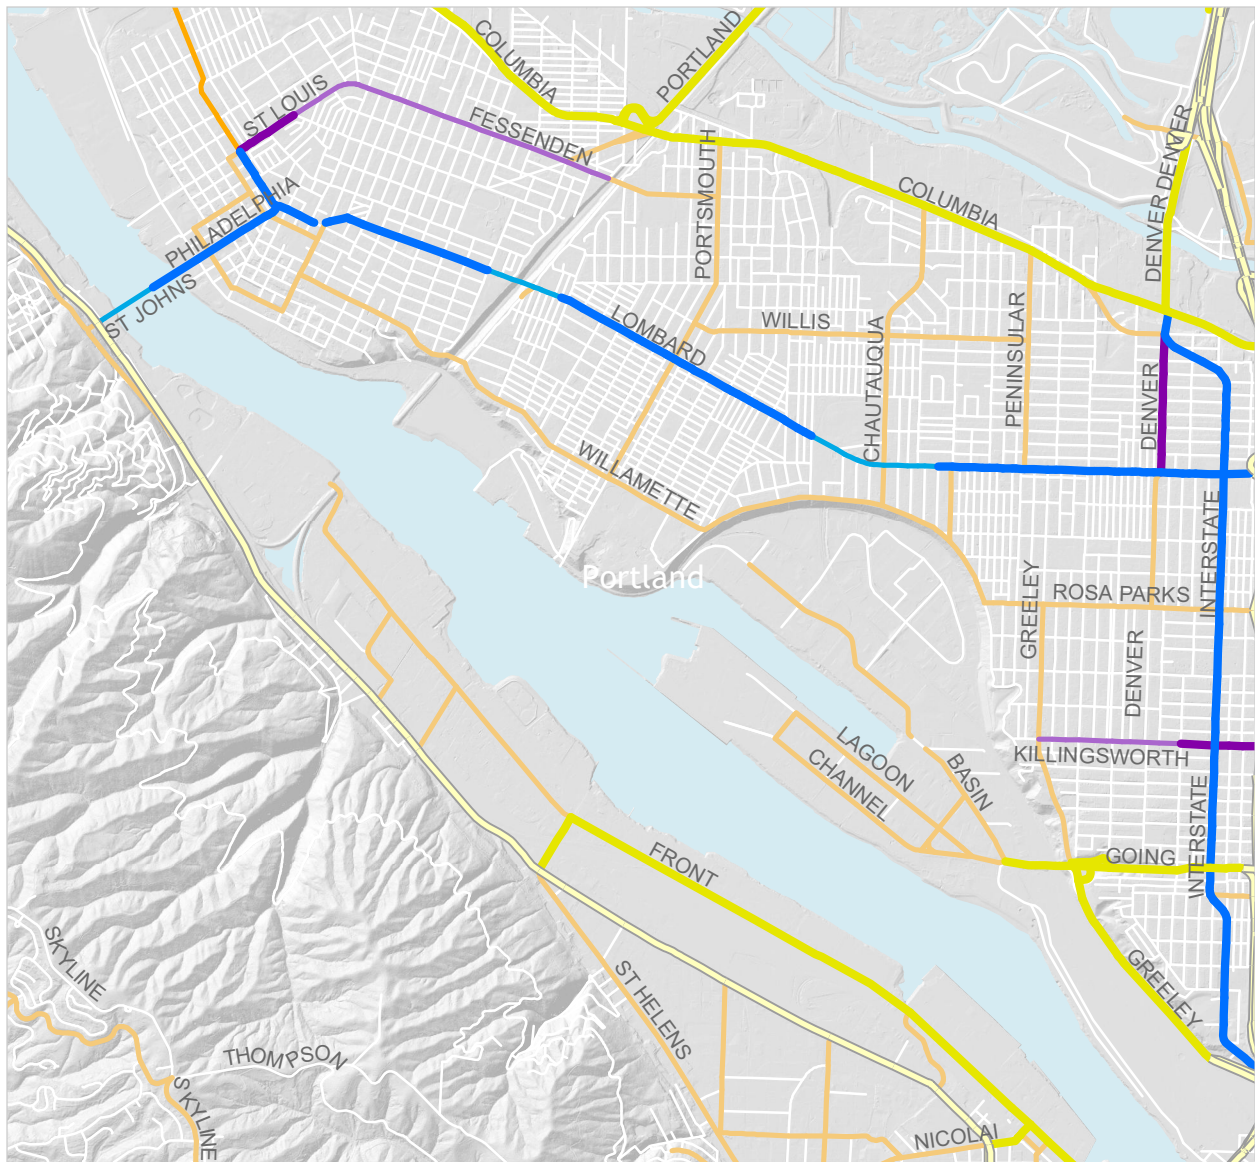 COLUMBIA
PORTLAND
ST LOUIS
FESSENDEN
PORTSMOUTH
DENVER
DENVER
PHILADELPHIA
COLUMBIA
DENVER
ST JOHNS
LOMBARD
WILLIS
CHAUTAUQUA
PENINSULAR
DENVER
WILLAMETTE
INTERSTATE
Portland
GREELEY
ROSA PARKS
DENVER
LAGOON
CHANNEL
BASIN
KILLINGSWORTH
INTERSTATE
FRONT
GOING
SKYLINE
ST HELENS
GREELEY
THOMPSON
SKYLINE
NICOLAI